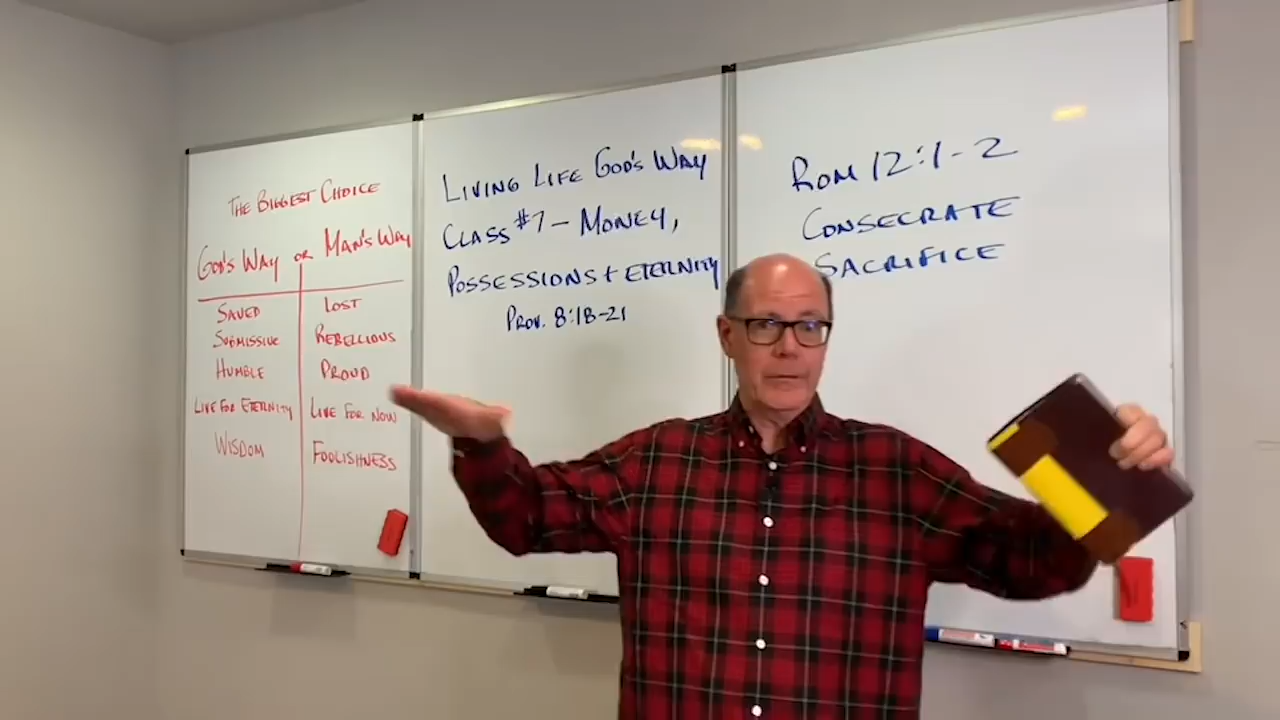 THE BIGGEST CHOICE
GOD'S WAY OR MAN'S WAY
SAVED LOST
SUBMISSIVE REBELLIOUS
HUMBLE PROUD
LIVE FOR ETERNITY LIVE FOR NOW
WISDOM FOOLISHNESS
LIVING LIFE GOD'S WAY
CLASS #7 – MONEY,
POSSESSIONS + ETERNITY
PROV. 8:18-21
ROM 12:1-2
CONSECRATE
SACRIFICE